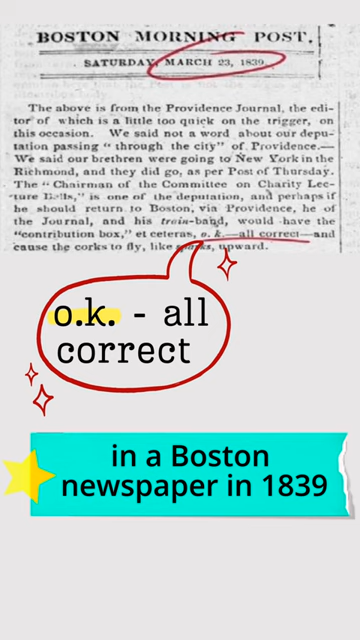 BOSTON MORNING POST.
SATURDAY, MARCH 23, 1839.
The above is from the Providence Journal, the edi-
tor of which is a little too quick on the trigger, on
this occasion. We said not a word about our depu-
tation passing "through the city" of Providence.—
We said our brethren were going to New York in the
Richmond, and they did go, as per Post of Thursday.
The "Chairman of the Committee on Charity Lec-
ture Bells," is one of the deputation, and perhaps if
he should return to Boston, via Providence, he of
the Journal, and his train-band, would have the
"contribution box," et ceteras, o. k.—all correct—and
cause the corks to fly, like sparks, upward.
o.k. - all
correct
in a Boston
newspaper in 1839